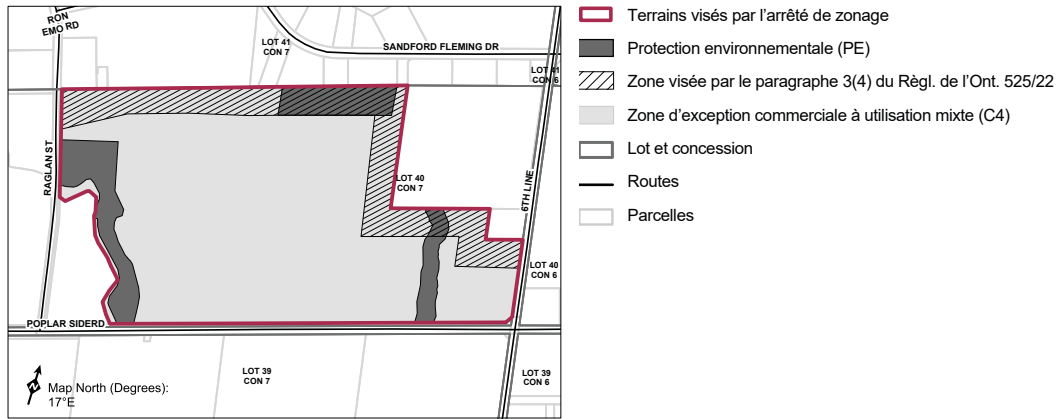 RON
EMO RD
LOT 41
CON 7
SANDFORD FLEMING DR
LOT 41
CON 6
RAGLAN ST
LOT 40
CON 7
6TH LINE
LOT 40
CON 6
POPLAR SIDERD
LOT 39
CON 7
LOT 39
CON 6
N
Map North (Degrees):
17°E
Terrains visés par l'arrêté de zonage
Protection environnementale (PE)
Zone visée par le paragraphe 3(4) du Règl. de l'Ont. 525/22
Zone d'exception commerciale à utilisation mixte (C4)
Lot et concession
Routes
Parcelles